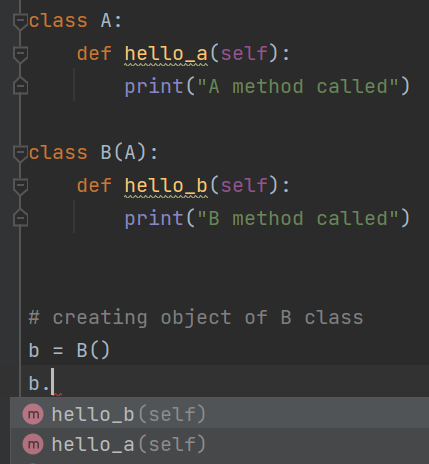 class A:
    def hello_a(self):
        print("A method called")
class B(A):
    def hello_b(self):
        print("B method called")
# creating object of B class
b = B()
b.
m hello_b(self)
m hello_a(self)